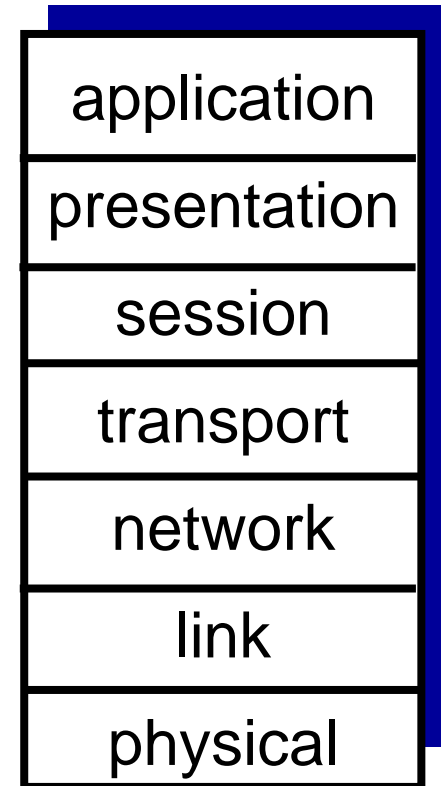 application
presentation
session
transport
network
link
physical